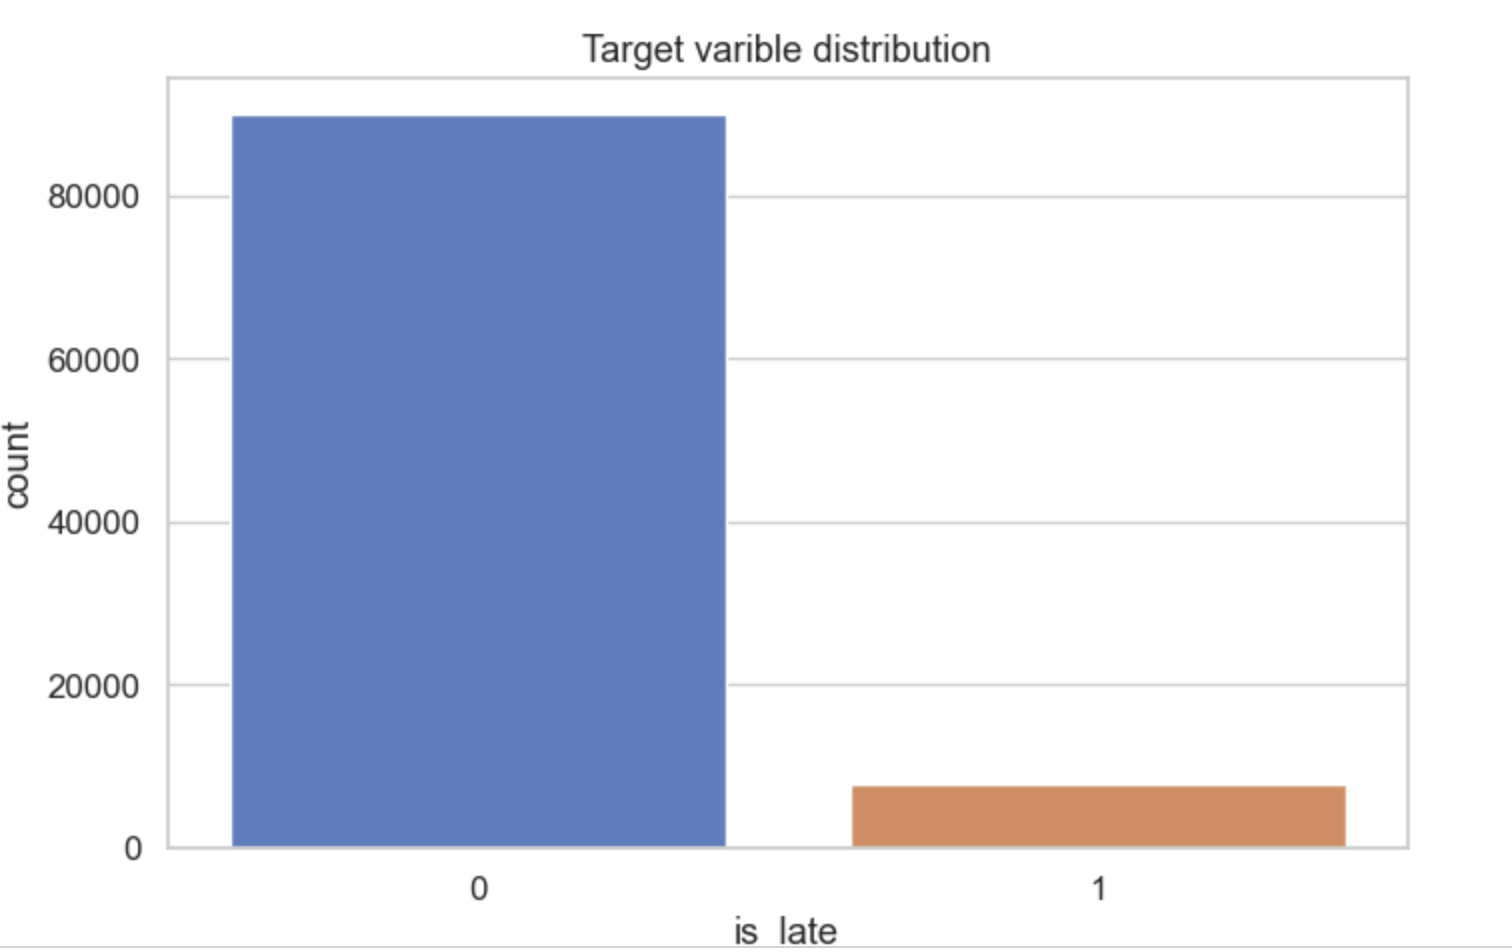 Target varible distribution
80000
60000
40000
20000
0
count
0 1
is_late